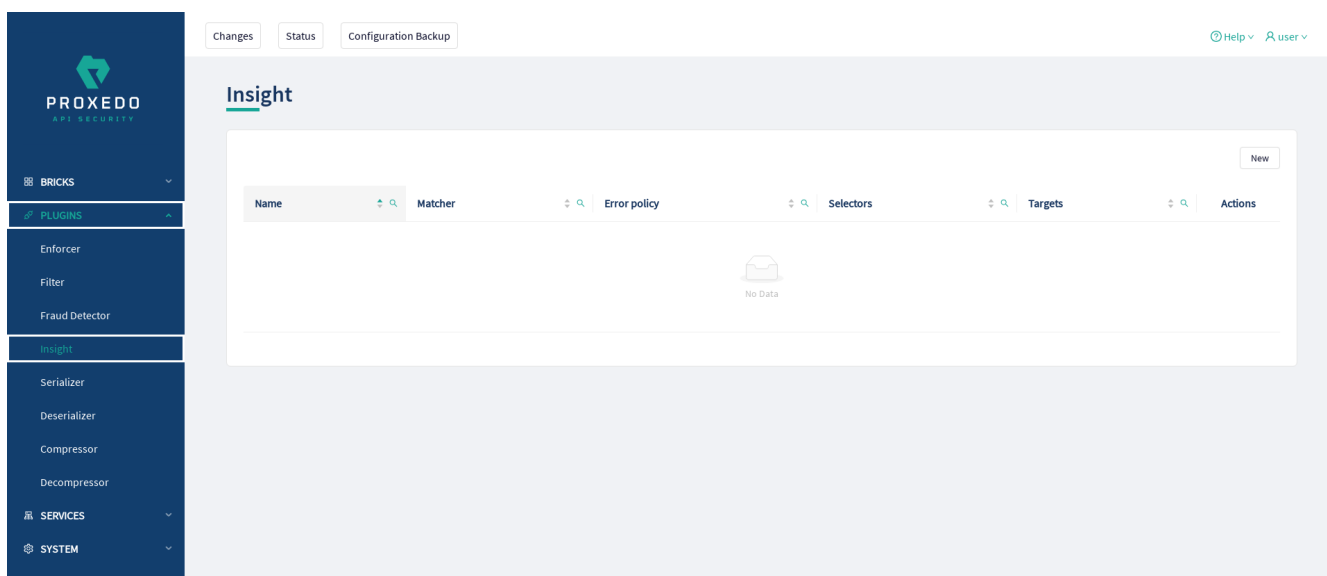 Changes Status Configuration Backup Help user
PROXEDO
API SECURITY
BRICKS
PLUGINS
Enforcer
Filter
Fraud Detector
Insight
Serializer
Deserializer
Compressor
Decompressor
SERVICES
SYSTEM
Insight
New
Name Matcher Error policy Selectors Targets Actions
No Data